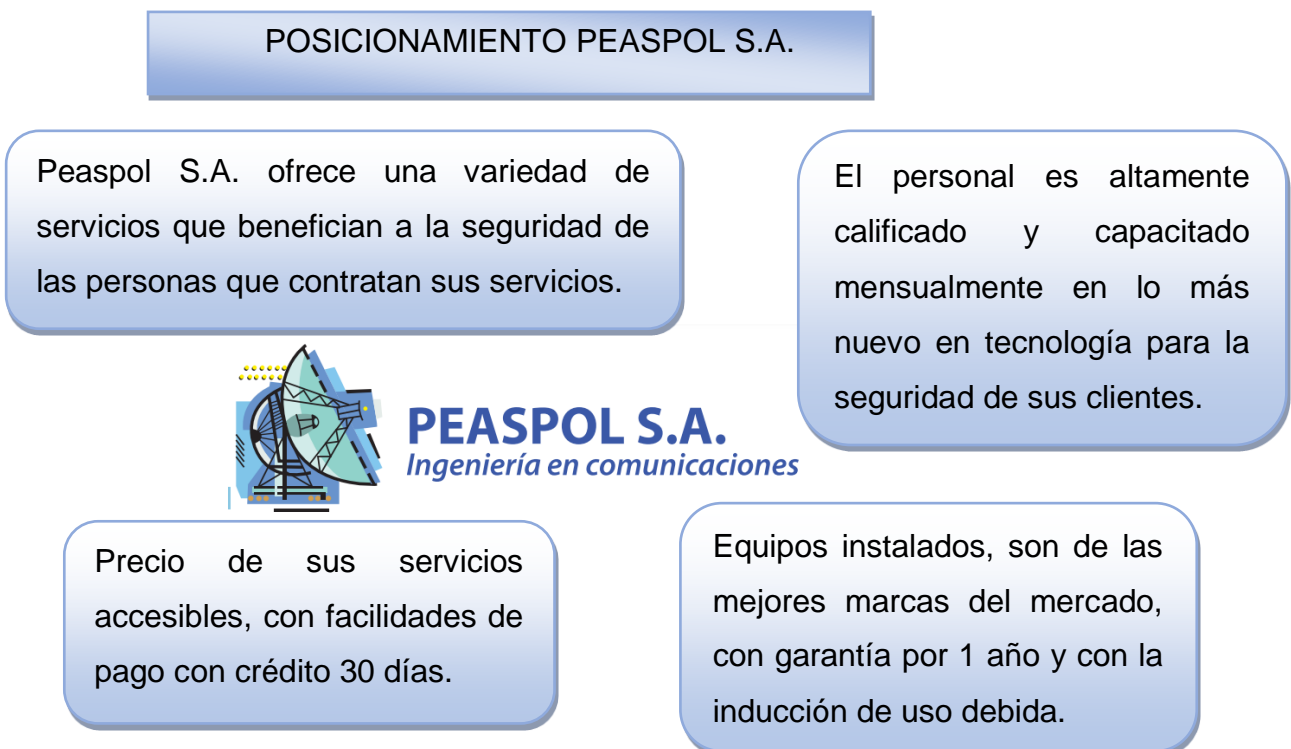 POSICIONAMIENTO PEASPOL S.A.
Peaspol S.A. ofrece una variedad de
servicios que benefician a la seguridad de
las personas que contratan sus servicios.
El personal es altamente
calificado y capacitado
mensualmente en lo más
nuevo en tecnología para la
seguridad de sus clientes.
PEASPOL S.A.
Ingeniería en comunicaciones
Precio de sus servicios
accesibles, con facilidades de
pago con crédito 30 días.
Equipos instalados, son de las
mejores marcas del mercado,
con garantía por 1 año y con la
inducción de uso debida.